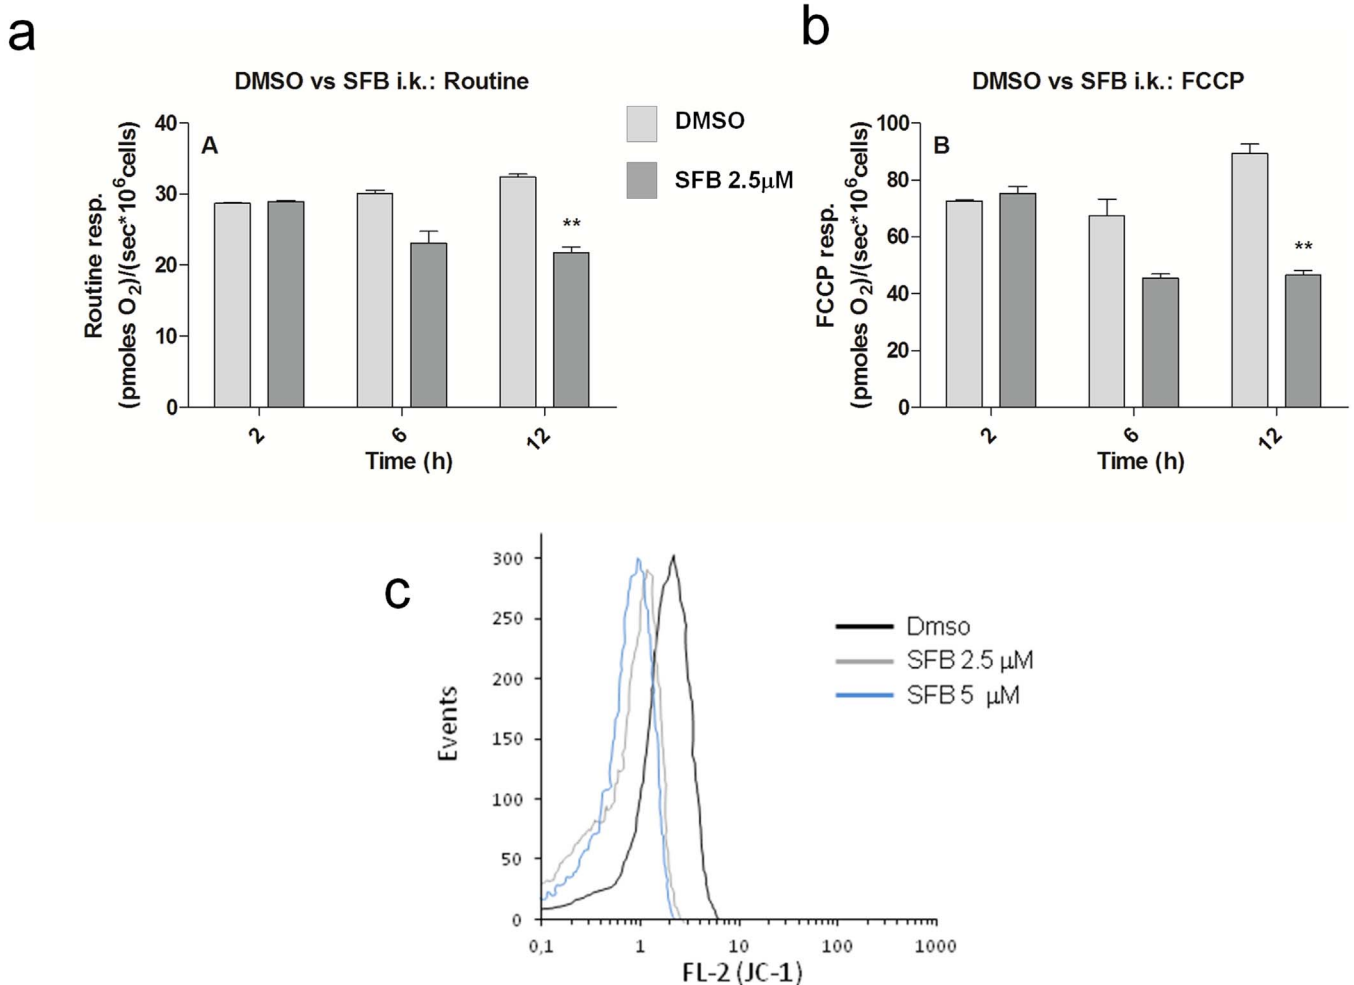 a
DMSO vs SFB i.k.: Routine
A
Routine resp.
(pmoles O2)/(sec*10^6cells)
40
30
20
10
0
**
2
6
12
Time (h)
DMSO
SFB 2.5μM
b
DMSO vs SFB i.k.: FCCP
B
FCCP resp.
(pmoles O2)/(sec*10^6cells)
100
80
60
40
20
0
**
2
6
12
Time (h)
c
Events
300
250
200
150
100
50
0
0,1
1
10
100
1000
FL-2 (JC-1)
Dmso
SFB 2.5 μM
SFB 5 μM